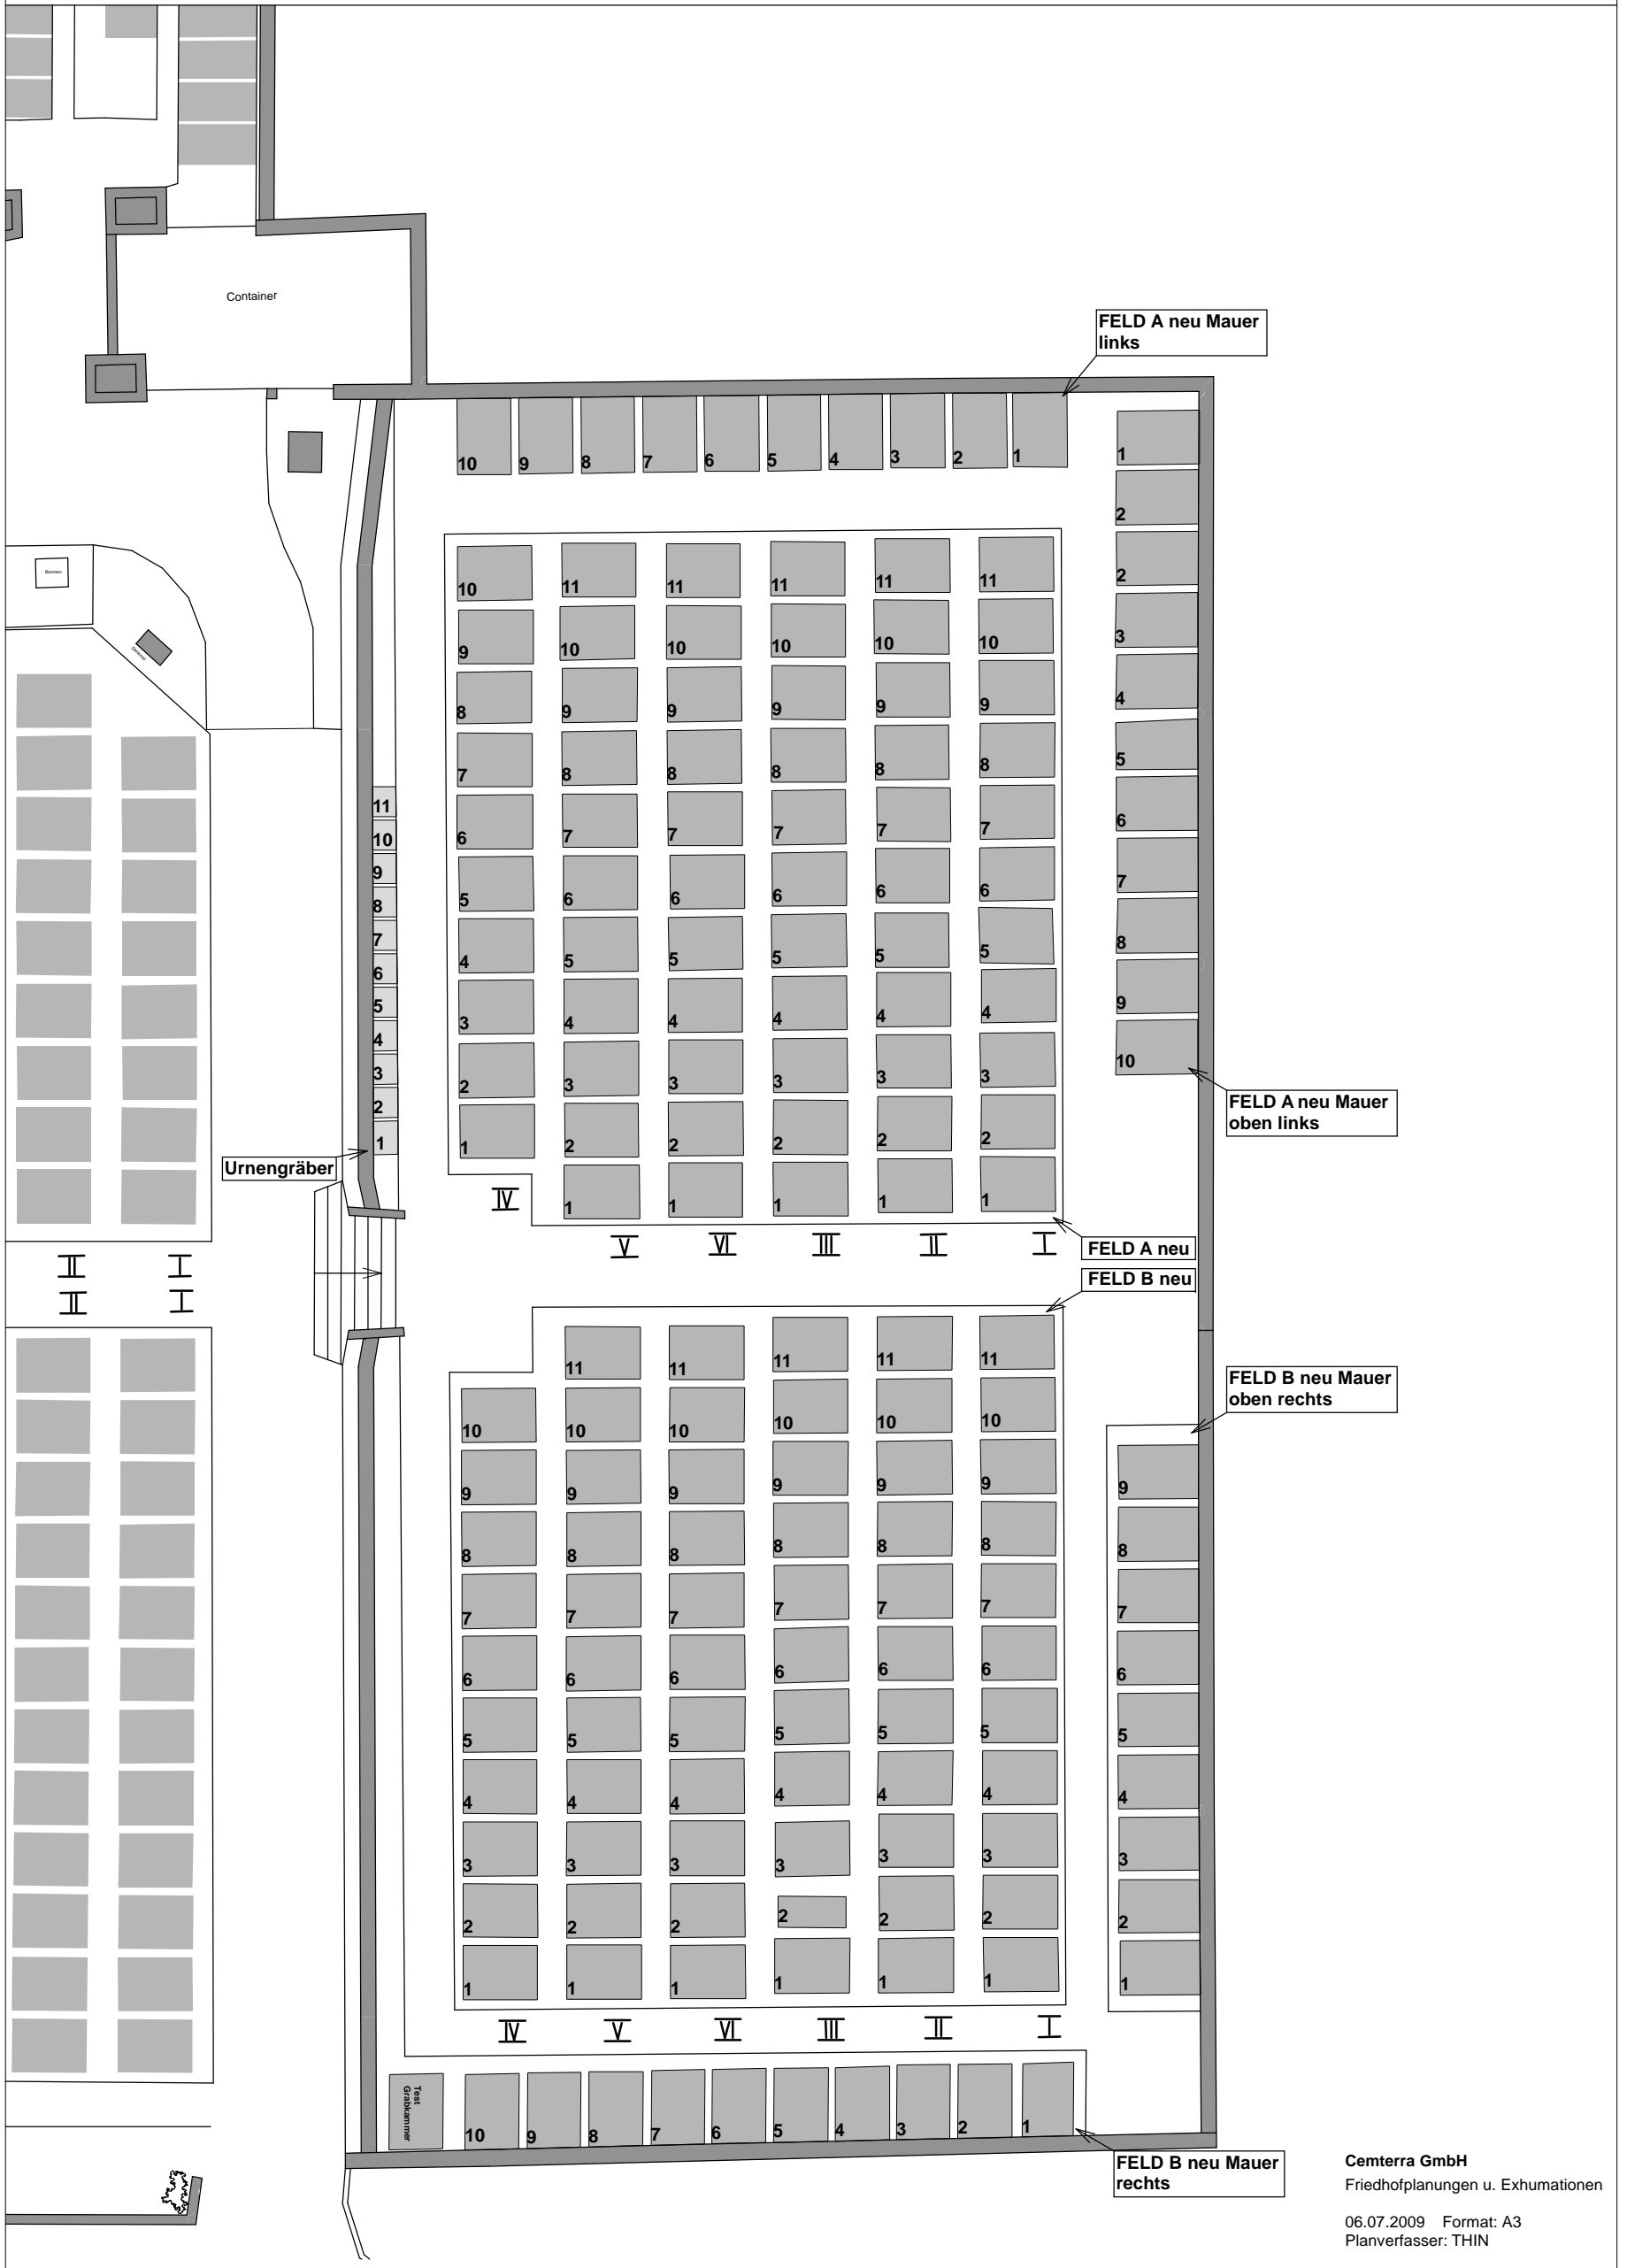 Container
FELD A neu Mauer
links
10 9 8 7 6 5 4 3 2 1
1
2
2
3
4
5
6
7
8
9
10
FELD A neu Mauer
oben links
Brunnen
Denkmal
10 11 11 11 11 11
9 10 10 10 10 10
8 9 9 9 9 9
7 8 8 8 8 8
6 7 7 7 7 7
5 6 6 6 6 6
4 5 5 5 5 5
3 4 4 4 4 4
2 3 3 3 3 3
1 2 2 2 2 2
1 1 1 1 1
11
10
9
8
7
6
5
4
3
2
1
Urnengräber
IV
V VI III II I
FELD A neu
FELD B neu
II I
II I
11 11 11 11 11
10 10 10 10 10 10
9 9 9 9 9 9
8 8 8 8 8 8
7 7 7 7 7 7
6 6 6 6 6 6
5 5 5 5 5 5
4 4 4 4 4 4
3 3 3 3 3 3
2 2 2 2 2 2
1 1 1 1 1 1
IV V VI III II I
FELD B neu Mauer
oben rechts
9
8
7
6
5
4
3
2
1
Test
Grabkammer
10 9 8 7 6 5 4 3 2 1
FELD B neu Mauer
rechts
Cemterra GmbH
Friedhofplanungen u. Exhumationen
06.07.2009 Format: A3
Planverfasser: THIN